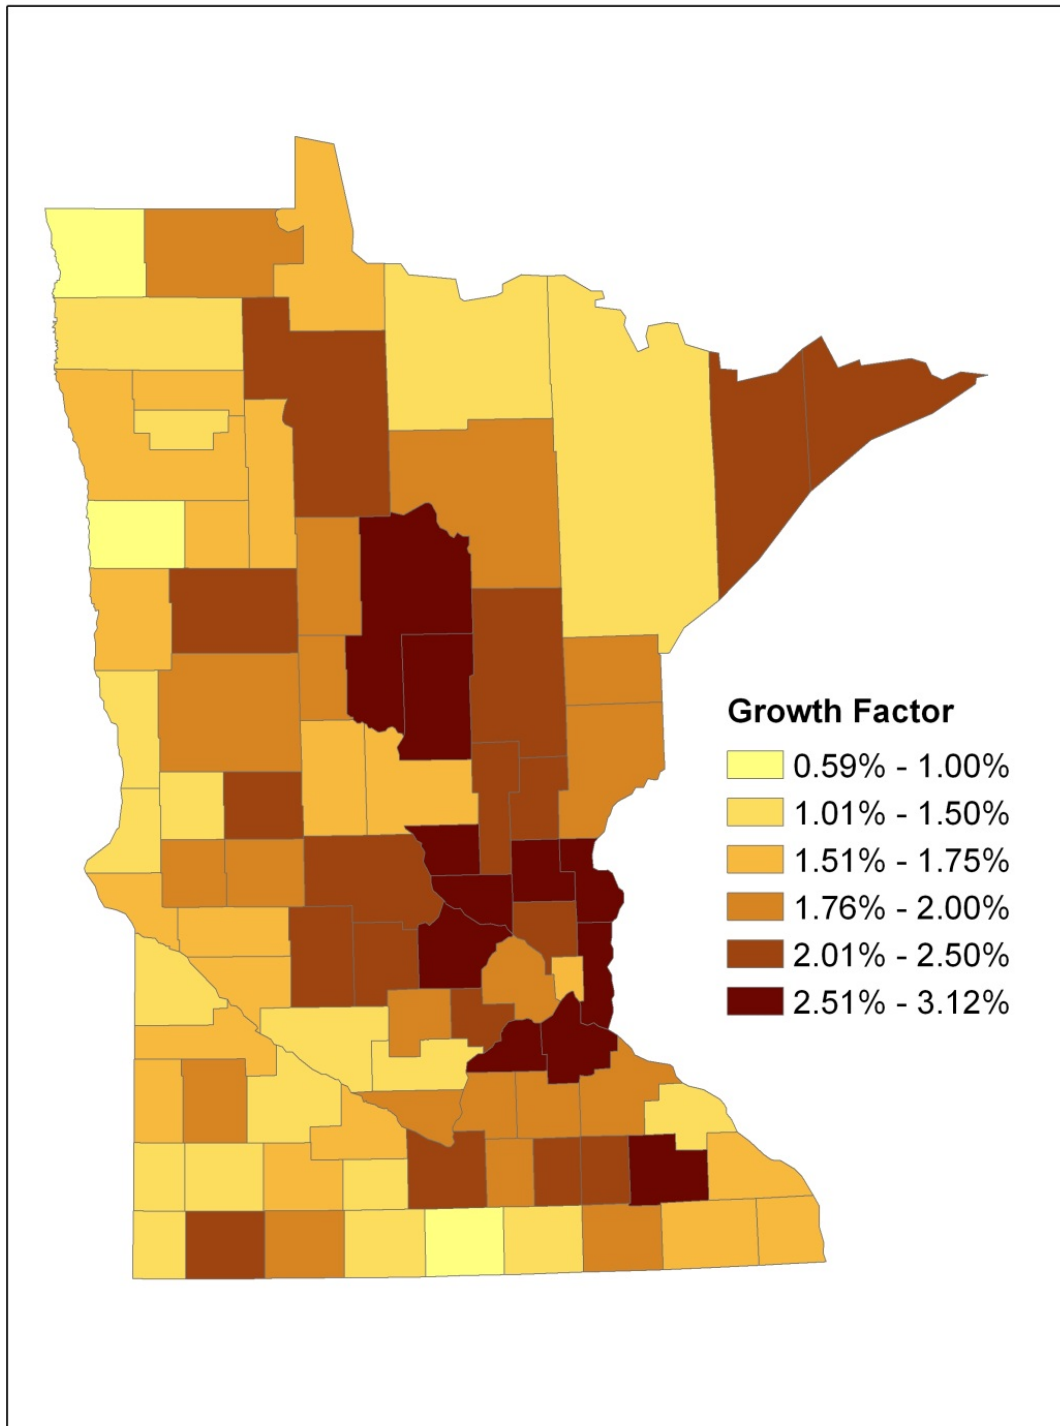 Growth Factor
0.59% - 1.00%
1.01% - 1.50%
1.51% - 1.75%
1.76% - 2.00%
2.01% - 2.50%
2.51% - 3.12%